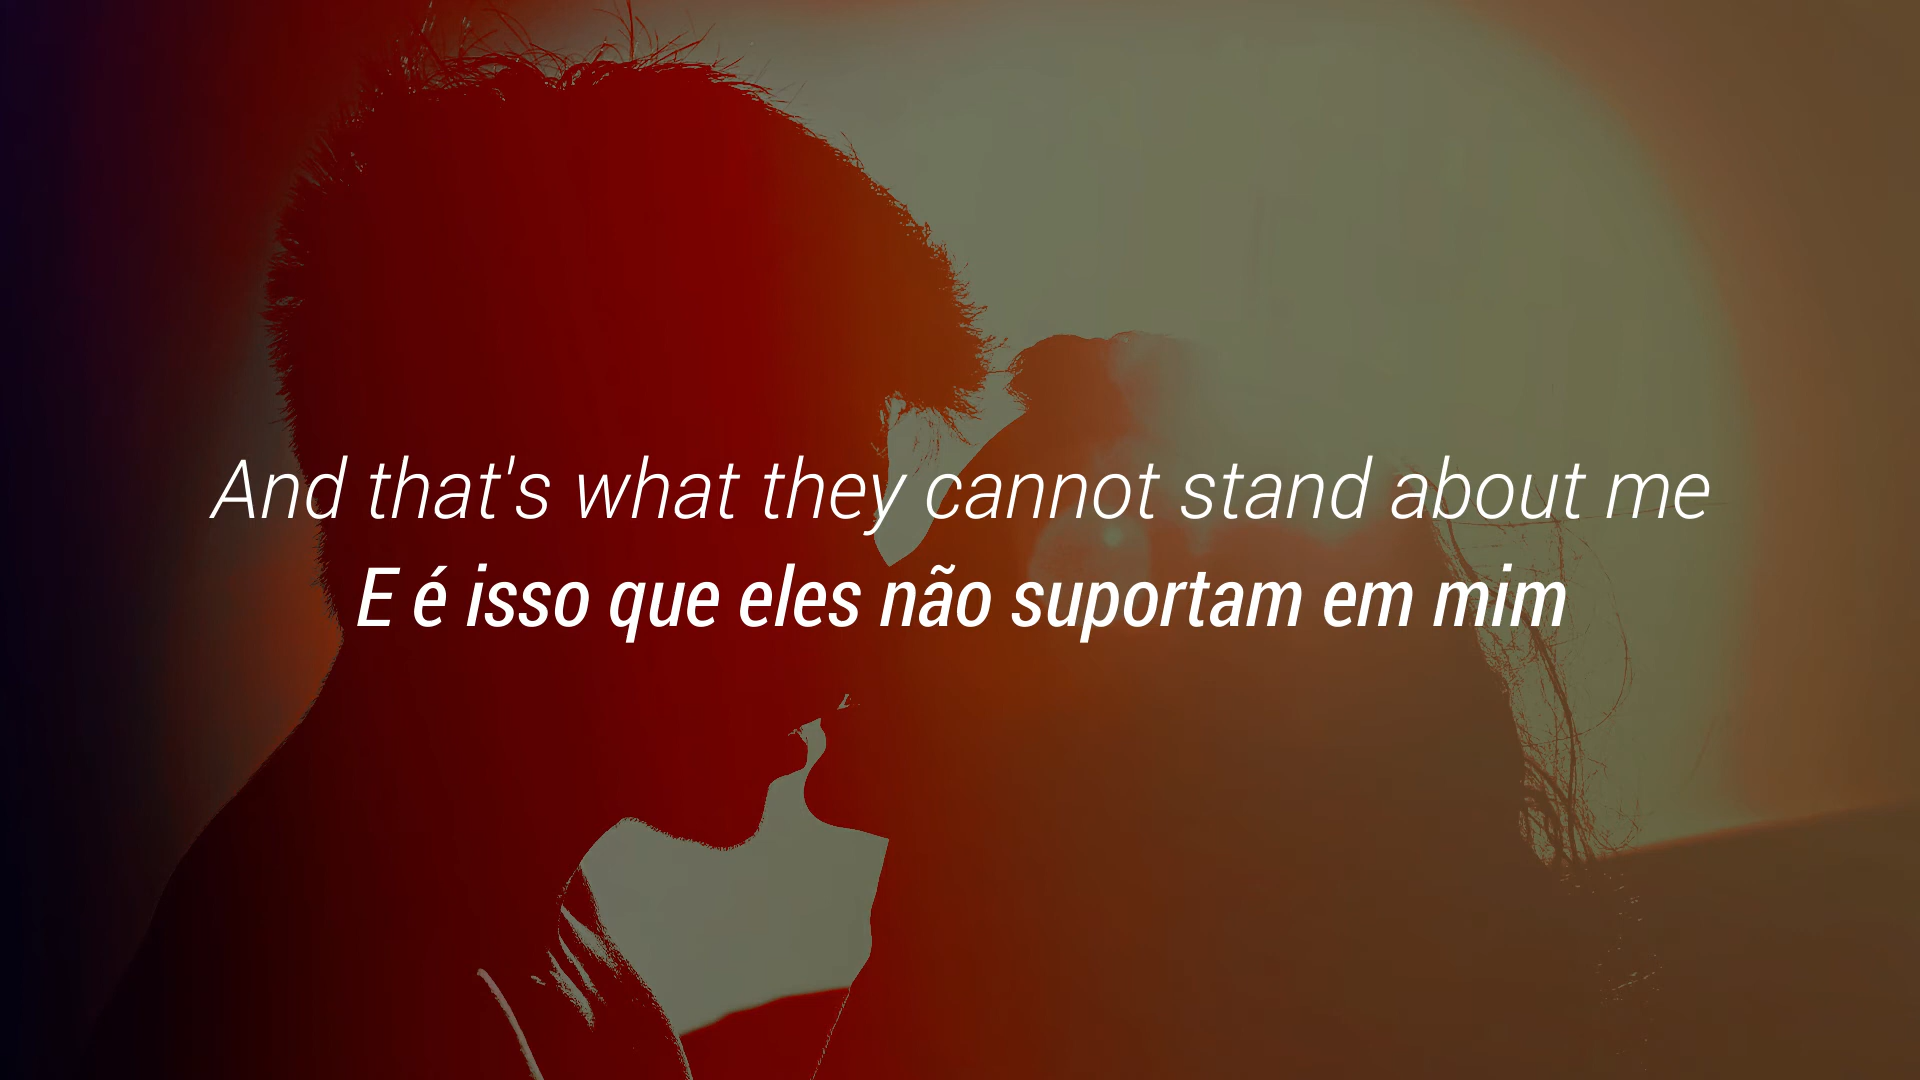 And that's what they cannot stand about me
E é isso que eles não suportam em mim